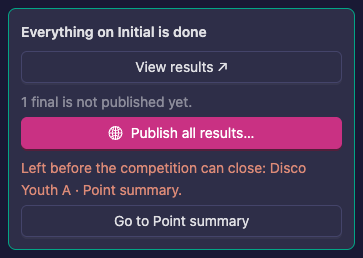 Everything on Initial is done
View results ↗
1 final is not published yet.
Publish all results...
Left before the competition can close: Disco
Youth A · Point summary.
Go to Point summary